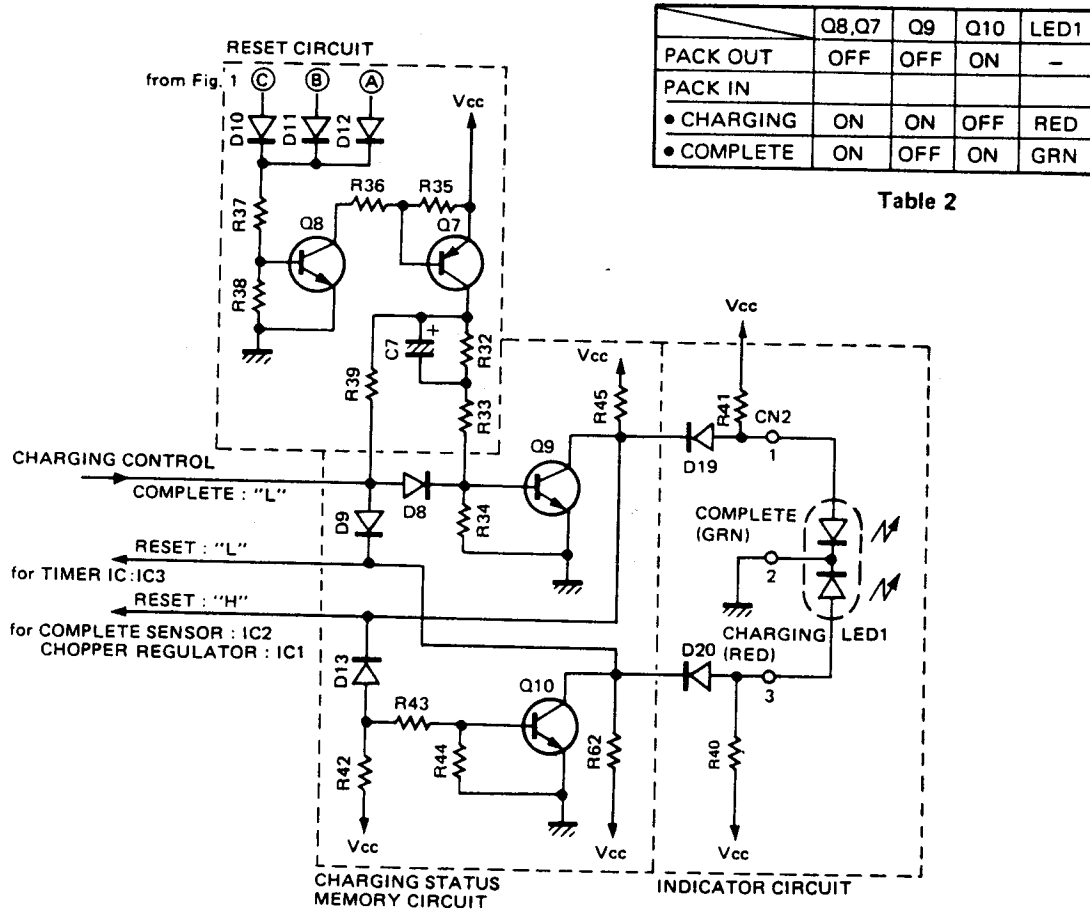 RESET CIRCUIT
from Fig. 1 C B A
D10 D11 D12
Vcc
R36 R35
R37
Q8
Q7
R38
R39
C7
+
R32
R33
Q8,Q7 Q9 Q10 LED1
PACK OUT OFF OFF ON –
PACK IN
• CHARGING ON ON OFF RED
• COMPLETE ON OFF ON GRN
Table 2
Vcc
R45
Vcc
R41
CN2
1
D19
Q9
CHARGING CONTROL
COMPLETE : "L"
D8
D9
R34
RESET : "L"
for TIMER IC:IC3
RESET : "H"
for COMPLETE SENSOR : IC2
CHOPPER REGULATOR : IC1
COMPLETE
(GRN)
2
CHARGING LED1
(RED)
D20
3
D13
Q10
R43
R44
R42
R62
R40
Vcc
Vcc
Vcc
CHARGING STATUS
MEMORY CIRCUIT
INDICATOR CIRCUIT